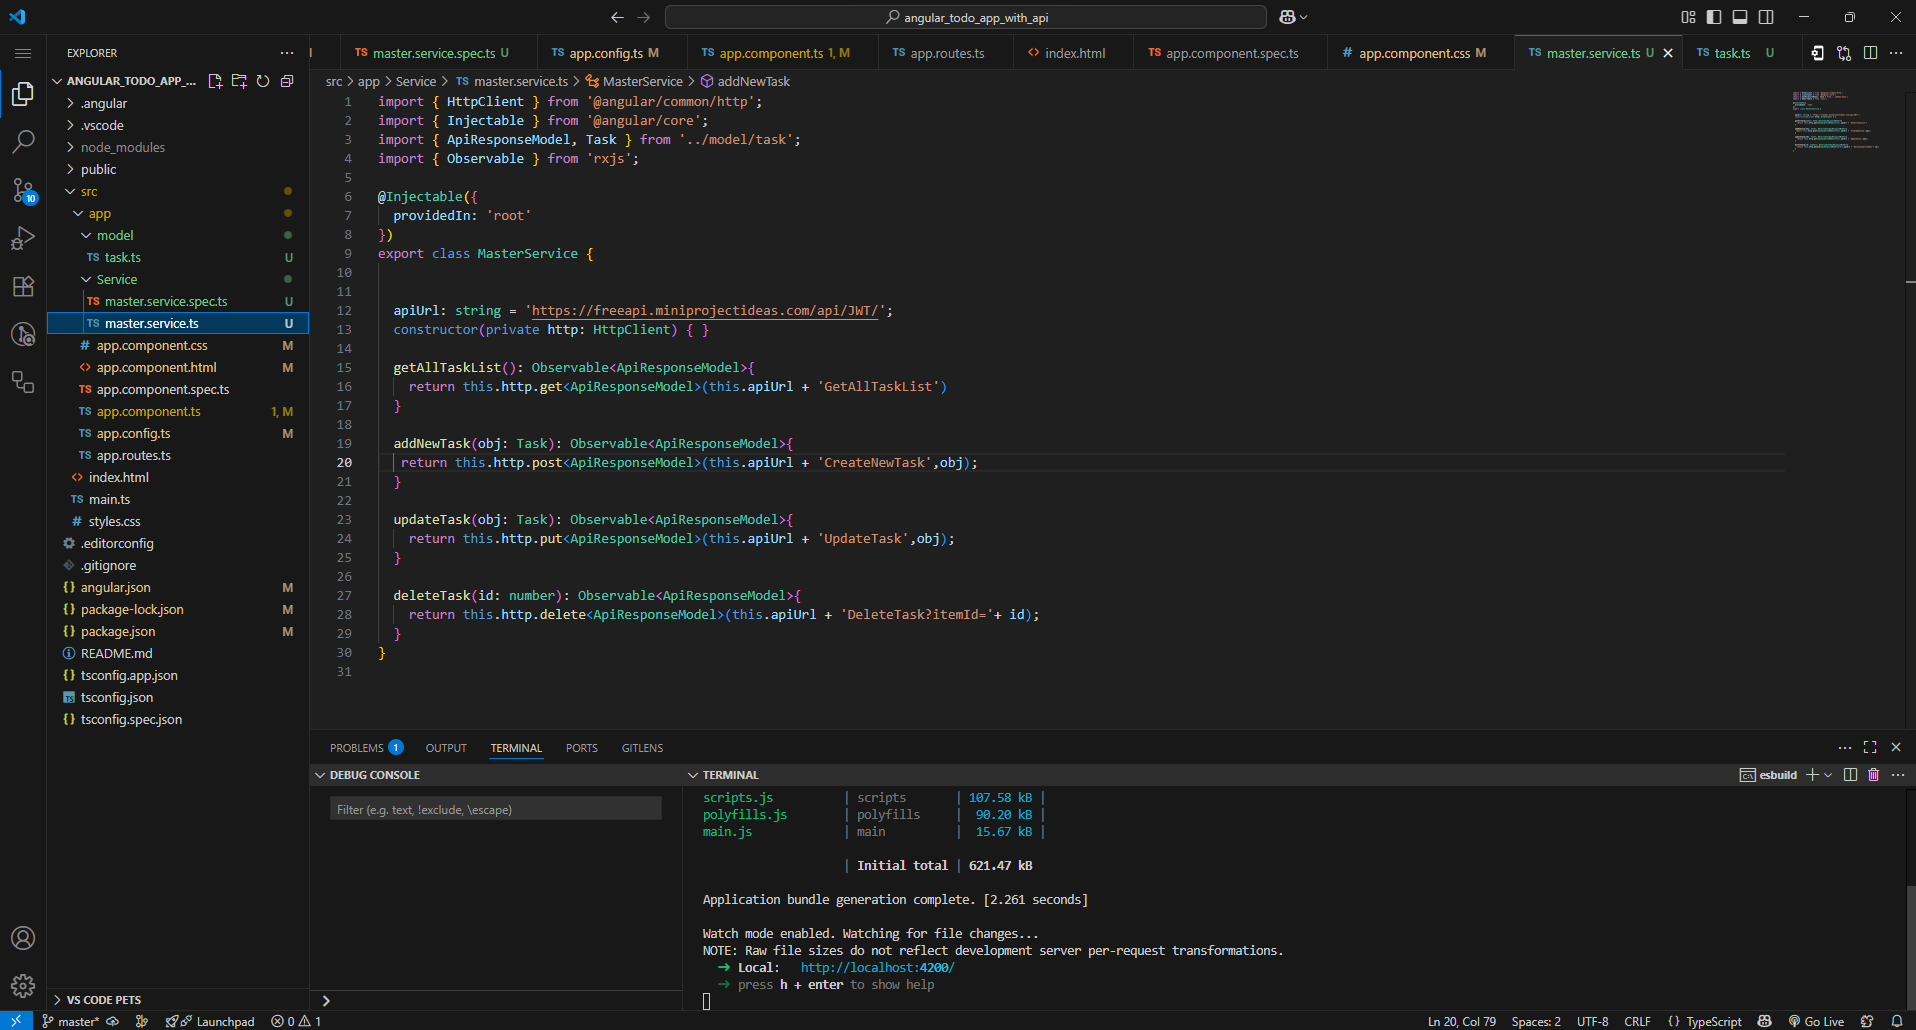 angular_todo_app_with_api
EXPLORER
ANGULAR_TODO_APP_...
.angular
.vscode
node_modules
public
src
app
model
TS task.ts U
Service
TS master.service.spec.ts U
TS master.service.ts U
# app.component.css M
<> app.component.html M
TS app.component.spec.ts
TS app.component.ts 1, M
TS app.config.ts M
TS app.routes.ts
<> index.html
TS main.ts
# styles.css
.editorconfig
.gitignore
{} angular.json M
{} package-lock.json M
{} package.json M
README.md
{} tsconfig.app.json
TS tsconfig.json
{} tsconfig.spec.json
VS CODE PETS
10
TS master.service.spec.ts U TS app.config.ts M TS app.component.ts 1, M TS app.routes.ts <> index.html TS app.component.spec.ts # app.component.css M TS master.service.ts U TS task.ts U
src > app > Service > TS master.service.ts > MasterService > addNewTask
1 import { HttpClient } from '@angular/common/http';
2 import { Injectable } from '@angular/core';
3 import { ApiResponseModel, Task } from '../model/task';
4 import { Observable } from 'rxjs';
5
6 @Injectable({
7 providedIn: 'root'
8 })
9 export class MasterService {
10
11
12 apiUrl: string = 'https://freeapi.miniprojectideas.com/api/JWT/';
13 constructor(private http: HttpClient) { }
14
15 getAllTaskList(): Observable<ApiResponseModel>{
16 return this.http.get<ApiResponseModel>(this.apiUrl + 'GetAllTaskList')
17 }
18
19 addNewTask(obj: Task): Observable<ApiResponseModel>{
20 return this.http.post<ApiResponseModel>(this.apiUrl + 'CreateNewTask',obj);
21 }
22
23 updateTask(obj: Task): Observable<ApiResponseModel>{
24 return this.http.put<ApiResponseModel>(this.apiUrl + 'UpdateTask',obj);
25 }
26
27 deleteTask(id: number): Observable<ApiResponseModel>{
28 return this.http.delete<ApiResponseModel>(this.apiUrl + 'DeleteTask?itemId='+ id);
29 }
30 }
31
PROBLEMS 1 OUTPUT TERMINAL PORTS GITLENS
DEBUG CONSOLE
Filter (e.g. text, !exclude, \escape)
TERMINAL
esbuild
scripts.js | scripts | 107.58 kB |
polyfills.js | polyfills | 90.20 kB |
main.js | main | 15.67 kB |
| Initial total | 621.47 kB
Application bundle generation complete. [2.261 seconds]
Watch mode enabled. Watching for file changes...
NOTE: Raw file sizes do not reflect development server per-request transformations.
➜ Local: http://localhost:4200/
➜ press h + enter to show help
master* Launchpad 0 1 Ln 20, Col 79 Spaces: 2 UTF-8 CRLF {} TypeScript Go Live